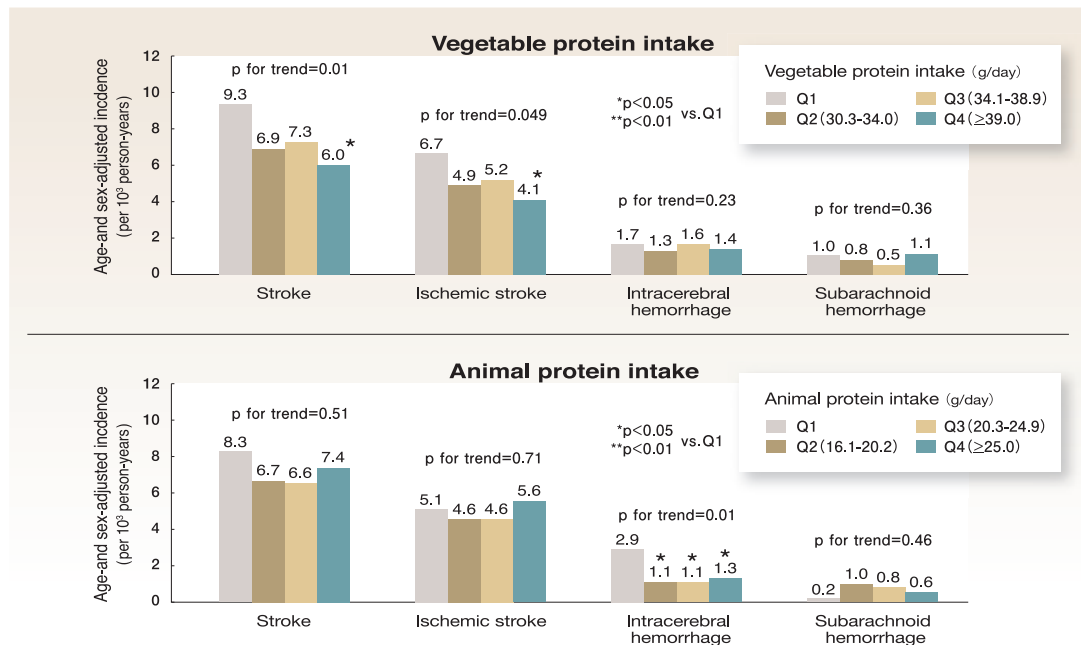 Vegetable protein intake
Age-and sex-adjusted incdence
(per 10³ person-years)
12
10
8
6
4
2
0
p for trend=0.01
9.3
6.9
7.3
6.0*
Stroke
p for trend=0.049
6.7
4.9
5.2
*
4.1
Ischemic stroke
*p<0.05
**p<0.01
vs.Q1
p for trend=0.23
1.7
1.3
1.6
1.4
Intracerebral
hemorrhage
p for trend=0.36
1.0
0.8
0.5
1.1
Subarachnoid
hemorrhage
Vegetable protein intake (g/day)
Q1
Q2(30.3-34.0)
Q3(34.1-38.9)
Q4(≥39.0)
Animal protein intake
Age-and sex-adjusted incdence
(per 10³ person-years)
12
10
8
6
4
2
0
p for trend=0.51
8.3
6.7
6.6
7.4
Stroke
p for trend=0.71
5.1
4.6
4.6
5.6
Ischemic stroke
*p<0.05
**p<0.01
vs.Q1
p for trend=0.01
2.9
* * *
1.1
1.1
1.3
Intracerebral
hemorrhage
p for trend=0.46
0.2
1.0
0.8
0.6
Subarachnoid
hemorrhage
Animal protein intake (g/day)
Q1
Q2(16.1-20.2)
Q3(20.3-24.9)
Q4(≥25.0)